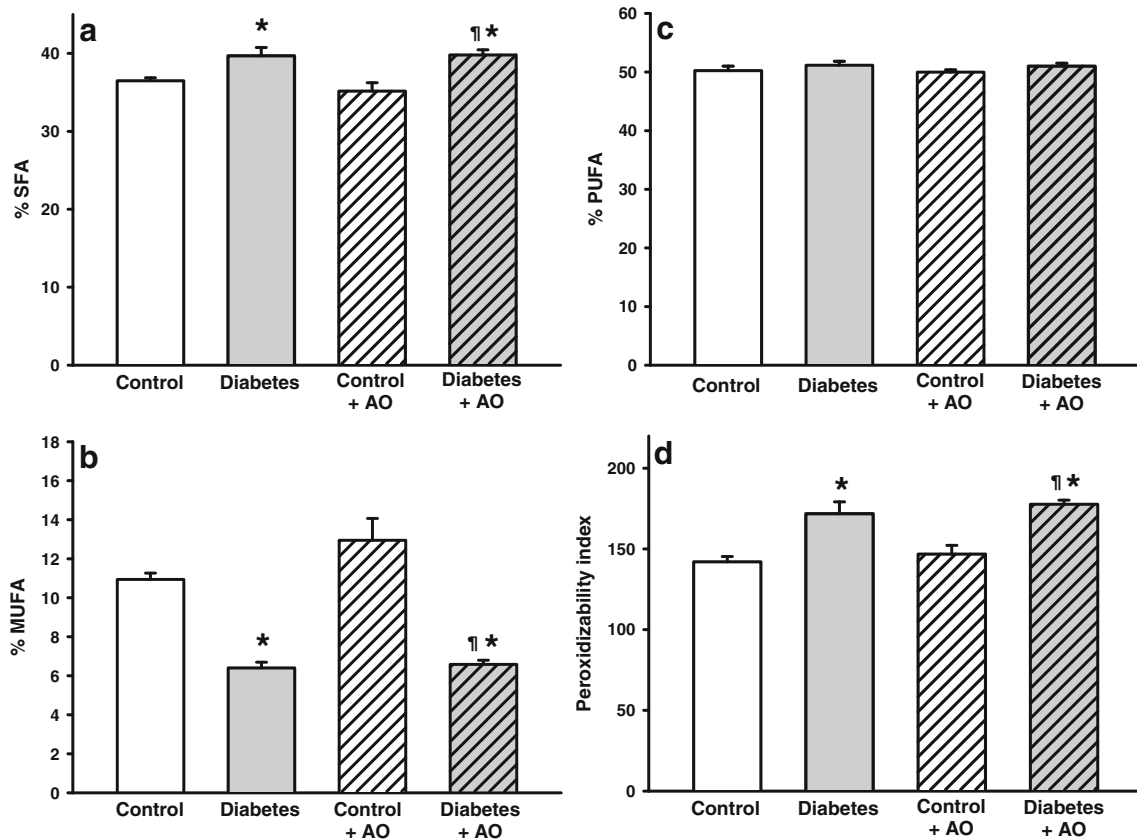 a
% SFA
40
30
20
10
0
*
¶ *
Control Diabetes Control Diabetes
+ AO + AO
c
% PUFA
60
50
40
30
20
10
0
Control Diabetes Control Diabetes
+ AO + AO
b
% MUFA
18
16
14
12
10
8
6
4
2
0
*
¶ *
Control Diabetes Control Diabetes
+ AO + AO
d
Peroxidizability index
200
150
100
50
0
*
¶ *
Control Diabetes Control Diabetes
+ AO + AO